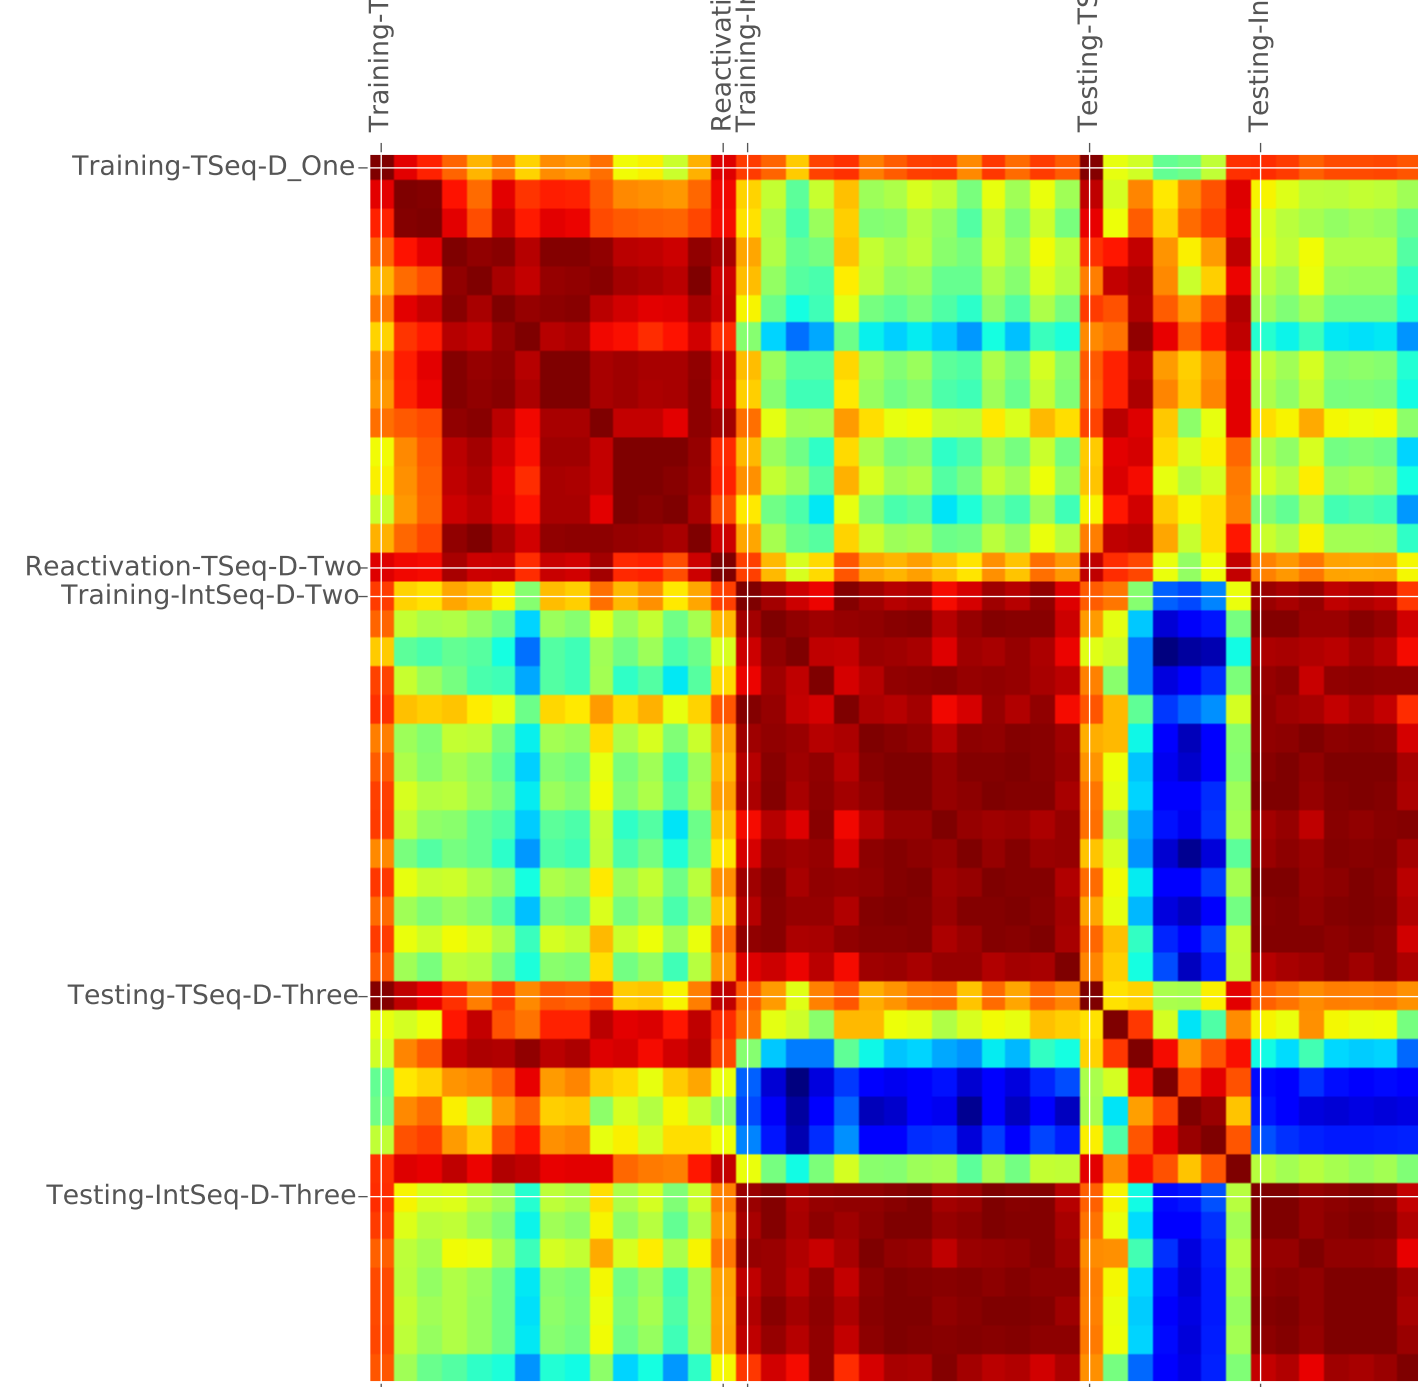 Training-T
Reactivati
Training-In
Testing-TS
Testing-In
Training-TSeq-D_One
Reactivation-TSeq-D-Two
Training-IntSeq-D-Two
Testing-TSeq-D-Three
Testing-IntSeq-D-Three